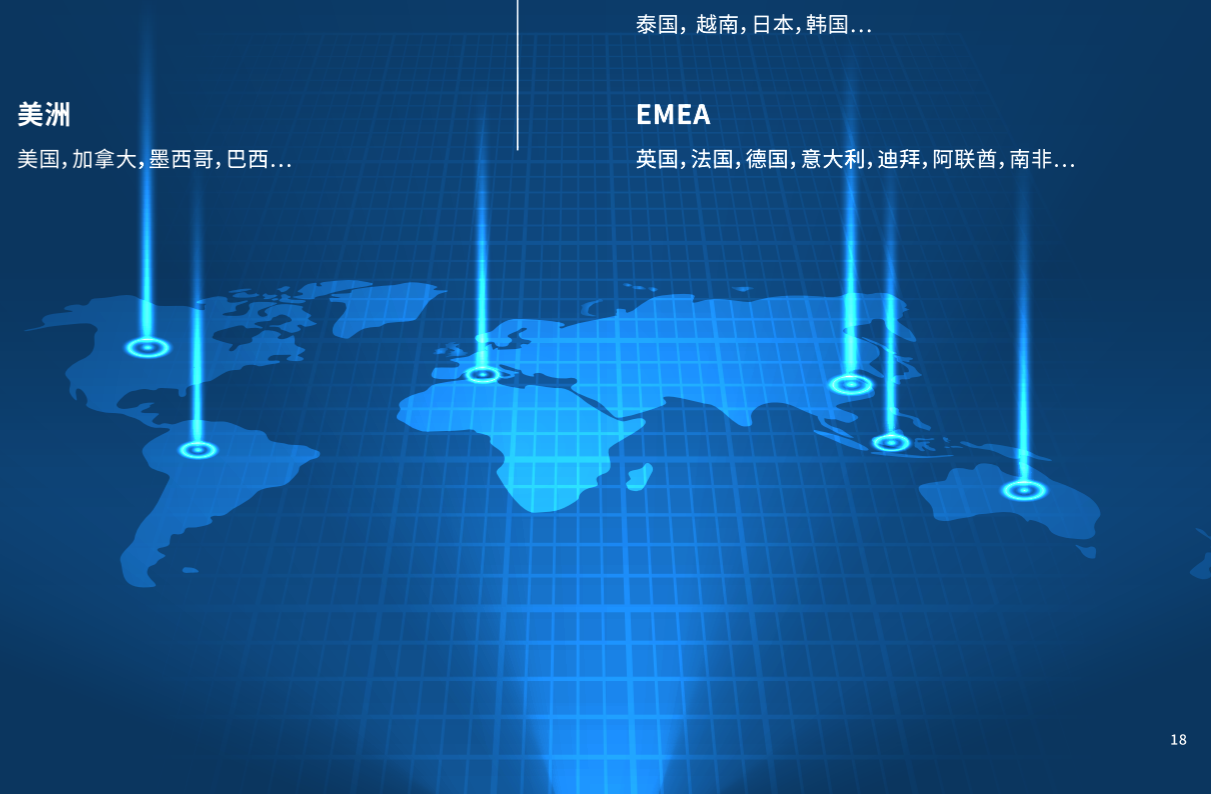 泰国, 越南, 日本, 韩国...
美洲
美国, 加拿大, 墨西哥, 巴西...
EMEA
英国, 法国, 德国, 意大利, 迪拜, 阿联酋, 南非...
18